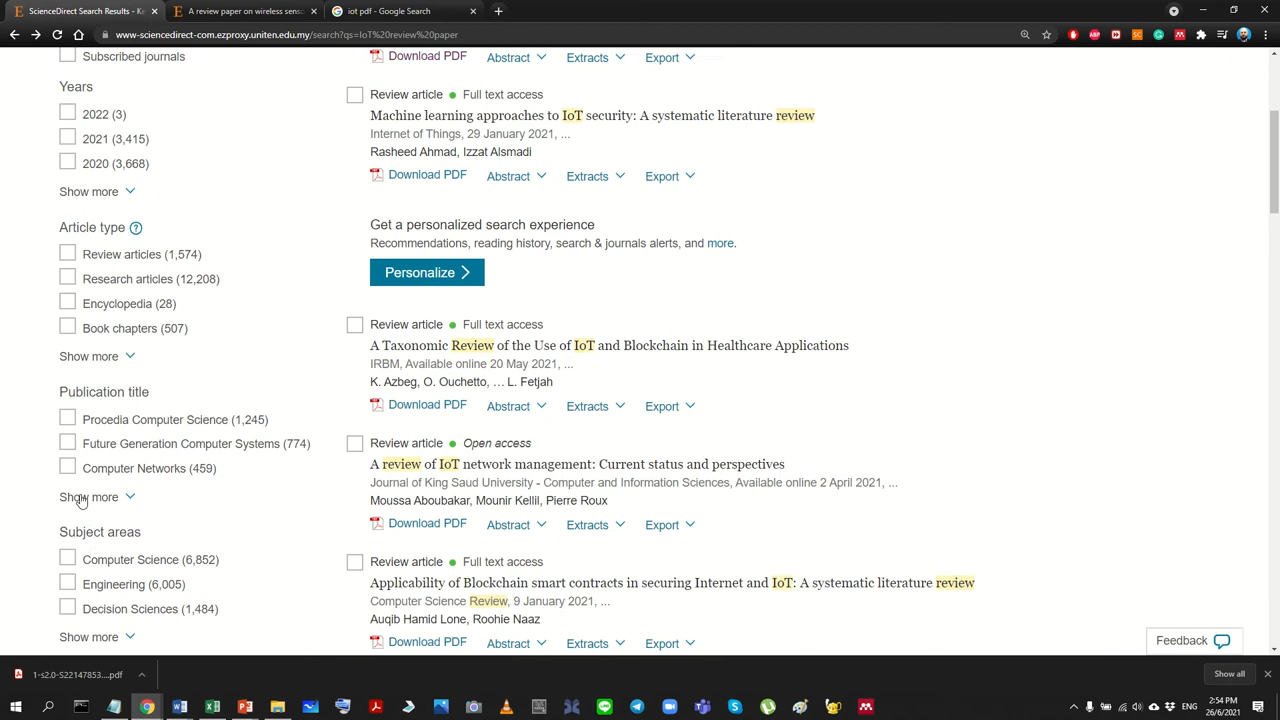 ScienceDirect Search Results - Ke
A review paper on wireless senso
iot pdf - Google Search
www-sciencedirect-com.ezproxy.uniten.edu.my/search?qs=IoT%20review%20paper
Subscribed journals
Years
2022 (3)
2021 (3,415)
2020 (3,668)
Show more
Article type
Review articles (1,574)
Research articles (12,208)
Encyclopedia (28)
Book chapters (507)
Show more
Publication title
Procedia Computer Science (1,245)
Future Generation Computer Systems (774)
Computer Networks (459)
Show more
Subject areas
Computer Science (6,852)
Engineering (6,005)
Decision Sciences (1,484)
Show more
Download PDF Abstract Extracts Export
Review article Full text access
Machine learning approaches to IoT security: A systematic literature review
Internet of Things, 29 January 2021, ...
Rasheed Ahmad, Izzat Alsmadi
Download PDF Abstract Extracts Export
Get a personalized search experience
Recommendations, reading history, search & journals alerts, and more.
Personalize
Review article Full text access
A Taxonomic Review of the Use of IoT and Blockchain in Healthcare Applications
IRBM, Available online 20 May 2021, ...
K. Azbeg, O. Ouchetto, … L. Fetjah
Download PDF Abstract Extracts Export
Review article Open access
A review of IoT network management: Current status and perspectives
Journal of King Saud University - Computer and Information Sciences, Available online 2 April 2021, ...
Moussa Aboubakar, Mounir Kellil, Pierre Roux
Download PDF Abstract Extracts Export
Review article Full text access
Applicability of Blockchain smart contracts in securing Internet and IoT: A systematic literature review
Computer Science Review, 9 January 2021, ...
Auqib Hamid Lone, Roohie Naaz
Download PDF Abstract Extracts Export
Feedback
1-s2.0-S22147853....pdf
Show all
2:54 PM
26/6/2021